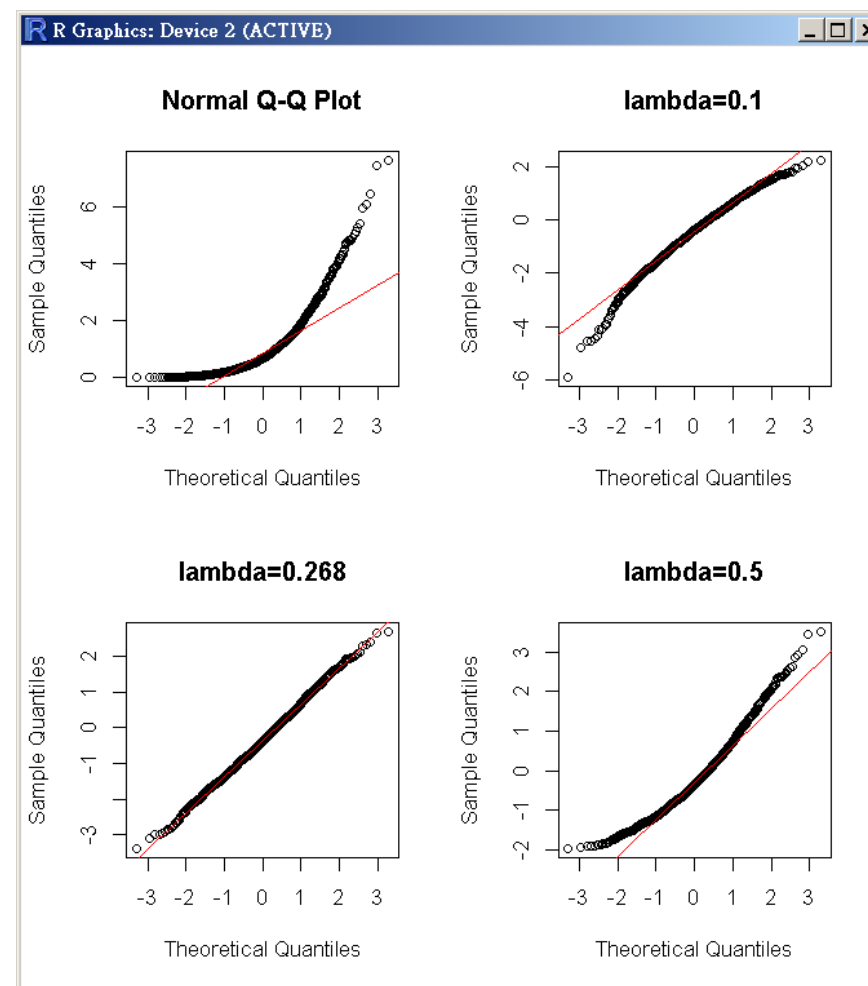 R Graphics: Device 2 (ACTIVE)
Normal Q-Q Plot
Sample Quantiles
0 2 4 6
-3 -2 -1 0 1 2 3
Theoretical Quantiles
lambda=0.1
Sample Quantiles
-6 -4 -2 0 2
-3 -2 -1 0 1 2 3
Theoretical Quantiles
lambda=0.268
Sample Quantiles
-3 -1 0 1 2
-3 -2 -1 0 1 2 3
Theoretical Quantiles
lambda=0.5
Sample Quantiles
-2 -1 0 1 2 3
-3 -2 -1 0 1 2 3
Theoretical Quantiles